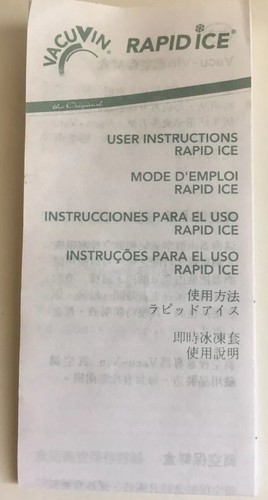 VACUVIN®
RAPID ICE®
the Original
USER INSTRUCTIONS
RAPID ICE
MODE D'EMPLOI
RAPID ICE
INSTRUCCIONES PARA EL USO
RAPID ICE
INSTRUÇÕES PARA EL USO
RAPID ICE
使用方法
ラピッドアイス
即時冰凍套
使用說明